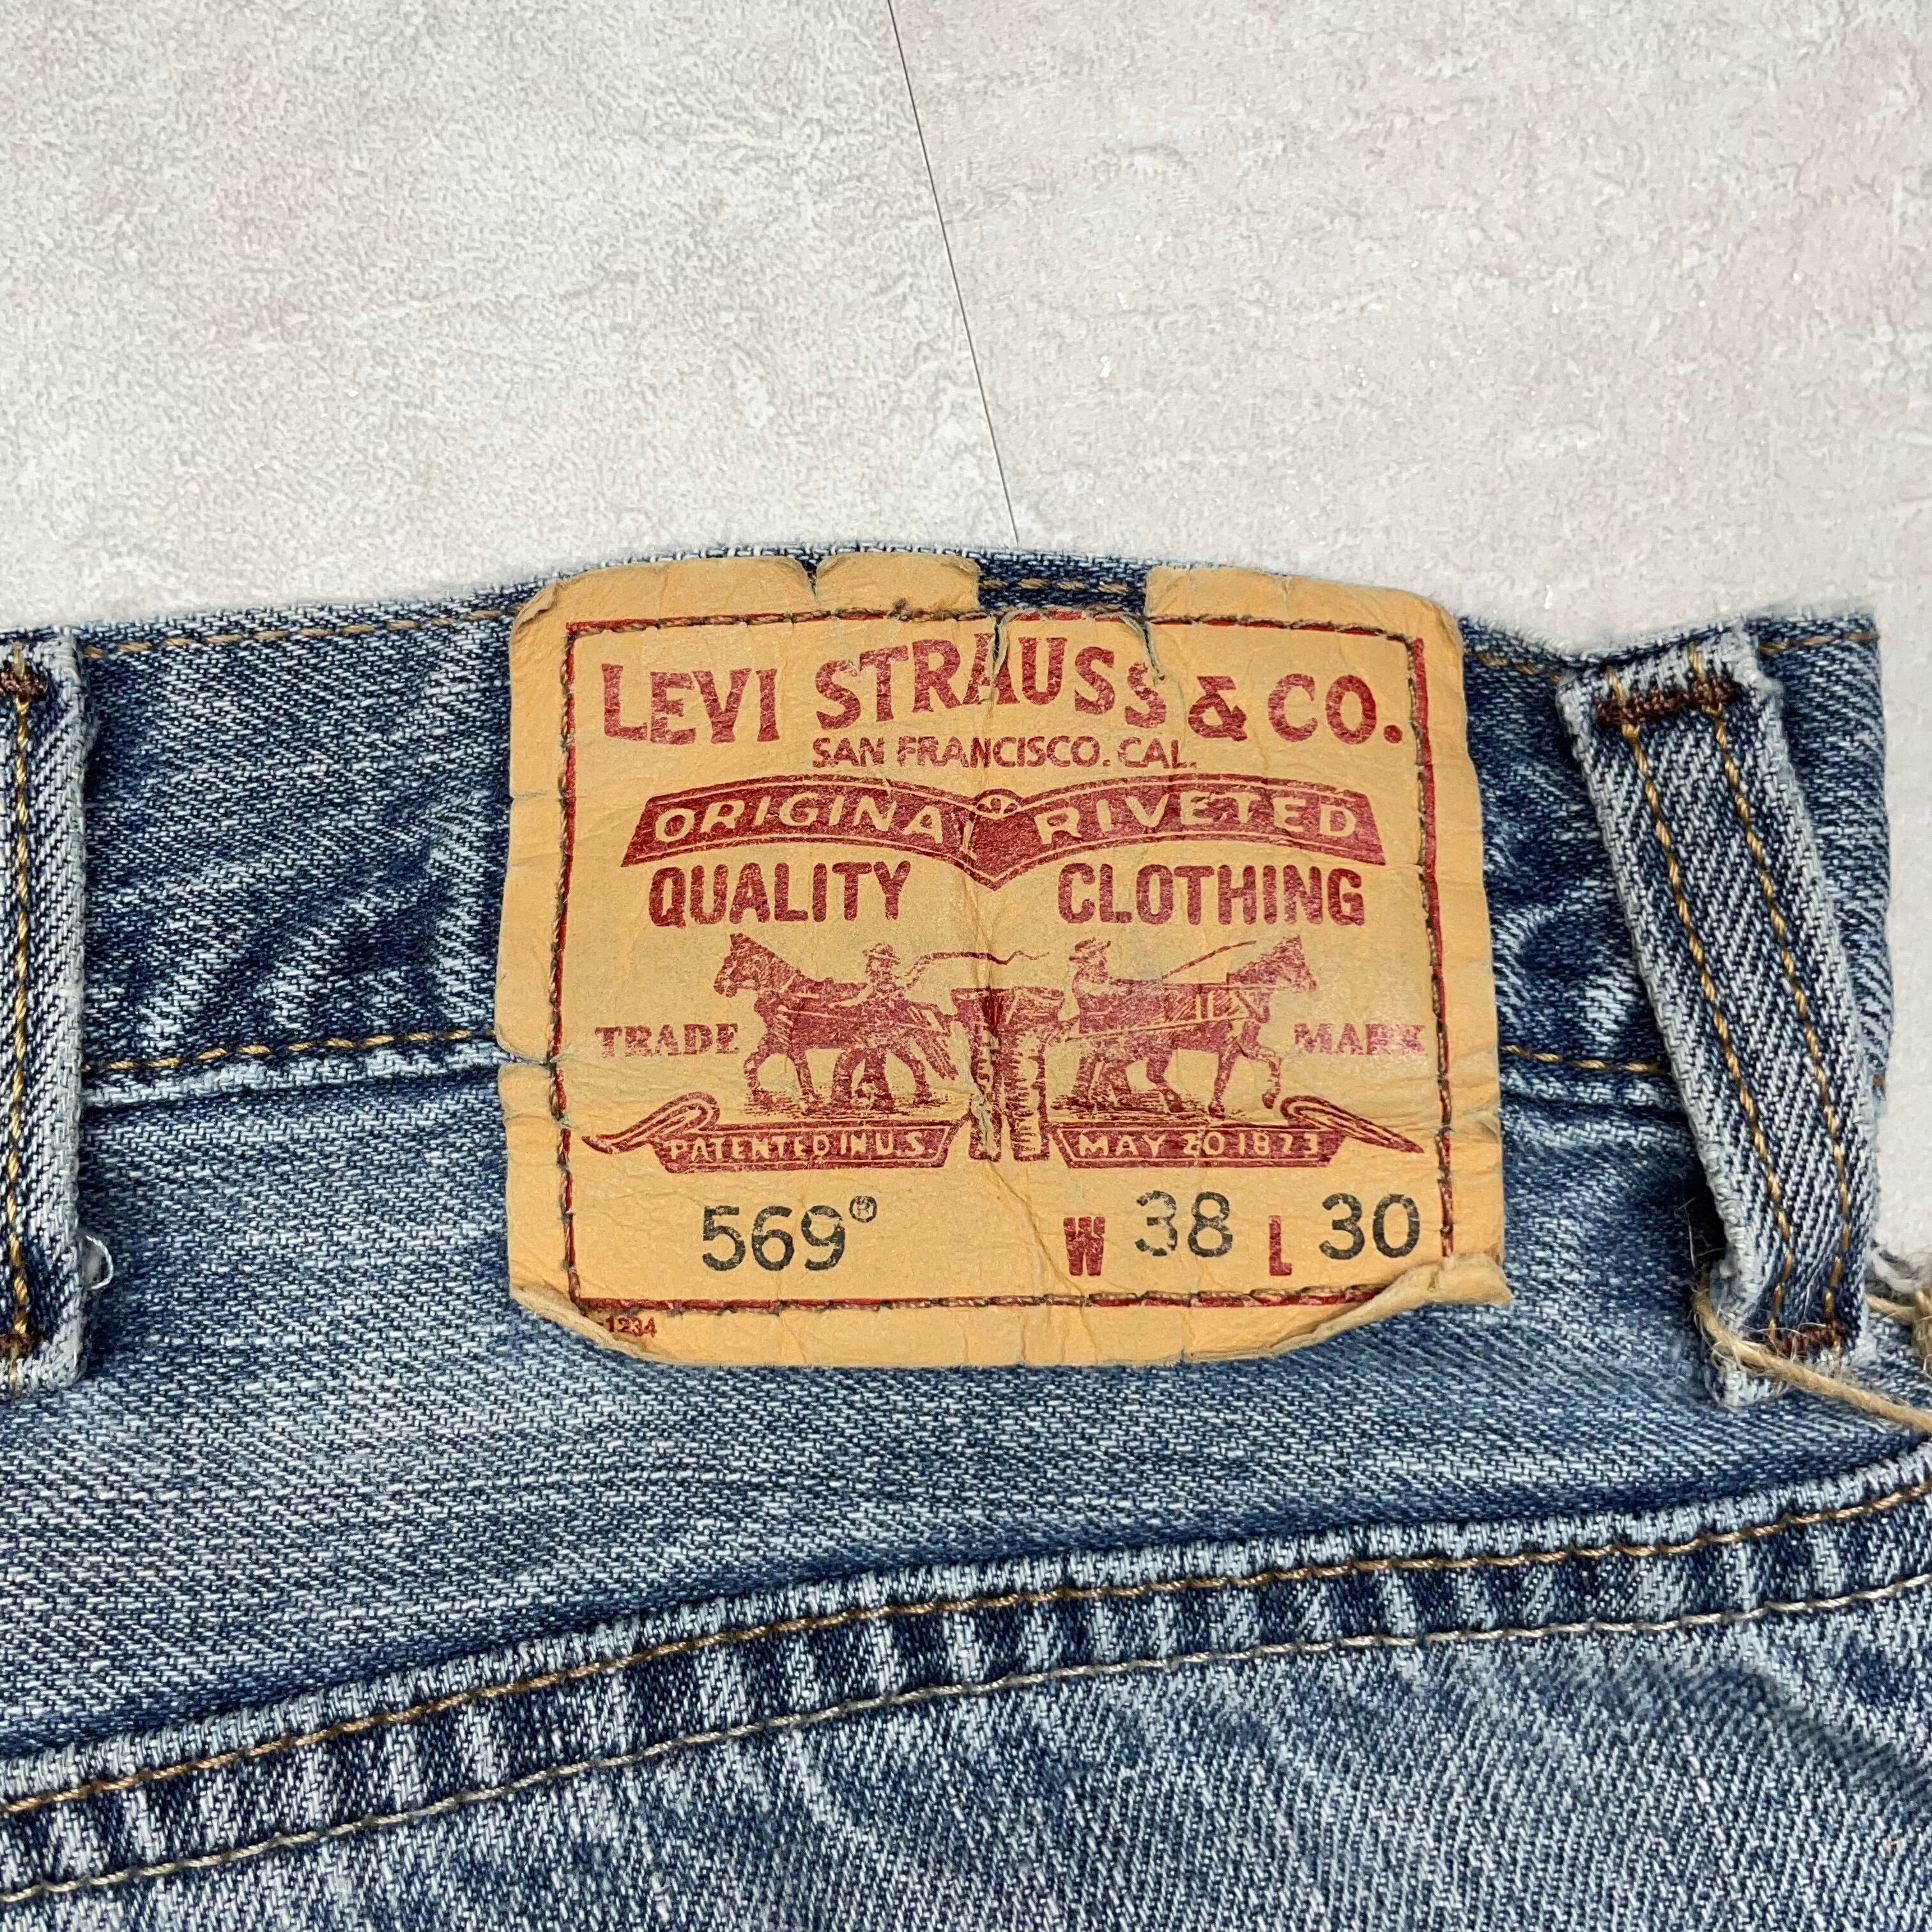 LEVI STRAUSS & CO.
SAN FRANCISCO. CAL.
ORIGINAL RIVETED
QUALITY CLOTHING
TRADE MARK
PATENTED IN U.S. MAY 20 1873
569® W 38 L 30
1234